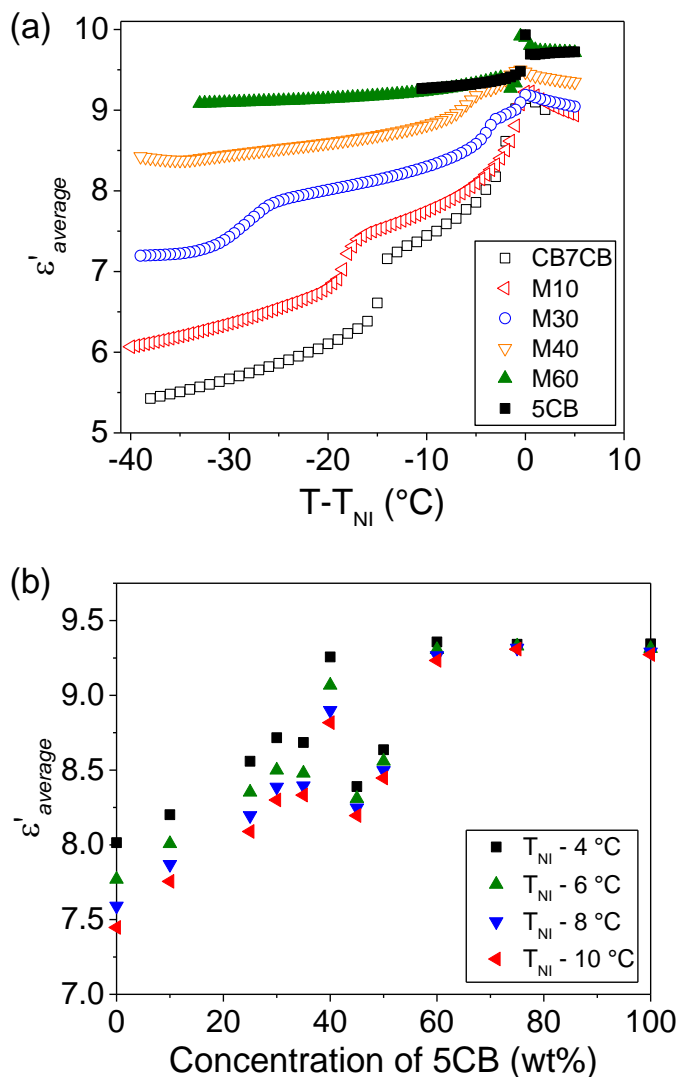 (a)
10
9
8
7
6
5
ε'average
-40
-30
-20
-10
0
10
T-TNI (°C)
CB7CB
M10
M30
M40
M60
5CB
(b)
9.5
9.0
8.5
8.0
7.5
7.0
ε'average
0
20
40
60
80
100
Concentration of 5CB (wt%)
TNI - 4 °C
TNI - 6 °C
TNI - 8 °C
TNI - 10 °C